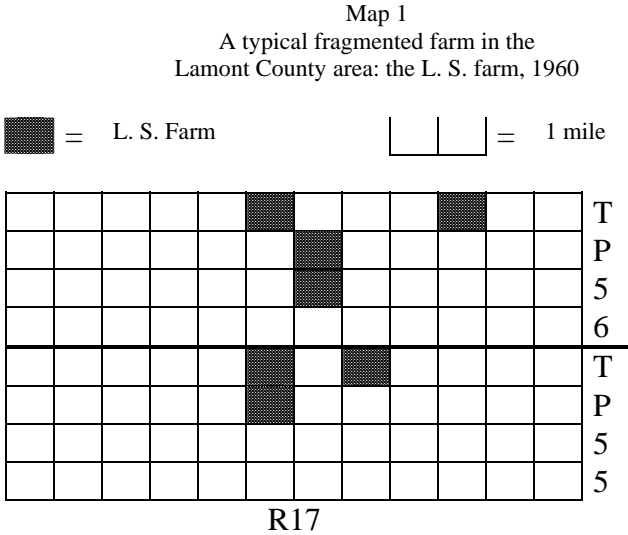 Map 1
A typical fragmented farm in the
Lamont County area: the L. S. farm, 1960
= L. S. Farm = 1 mile
T
P
5
6
T
P
5
5
R17